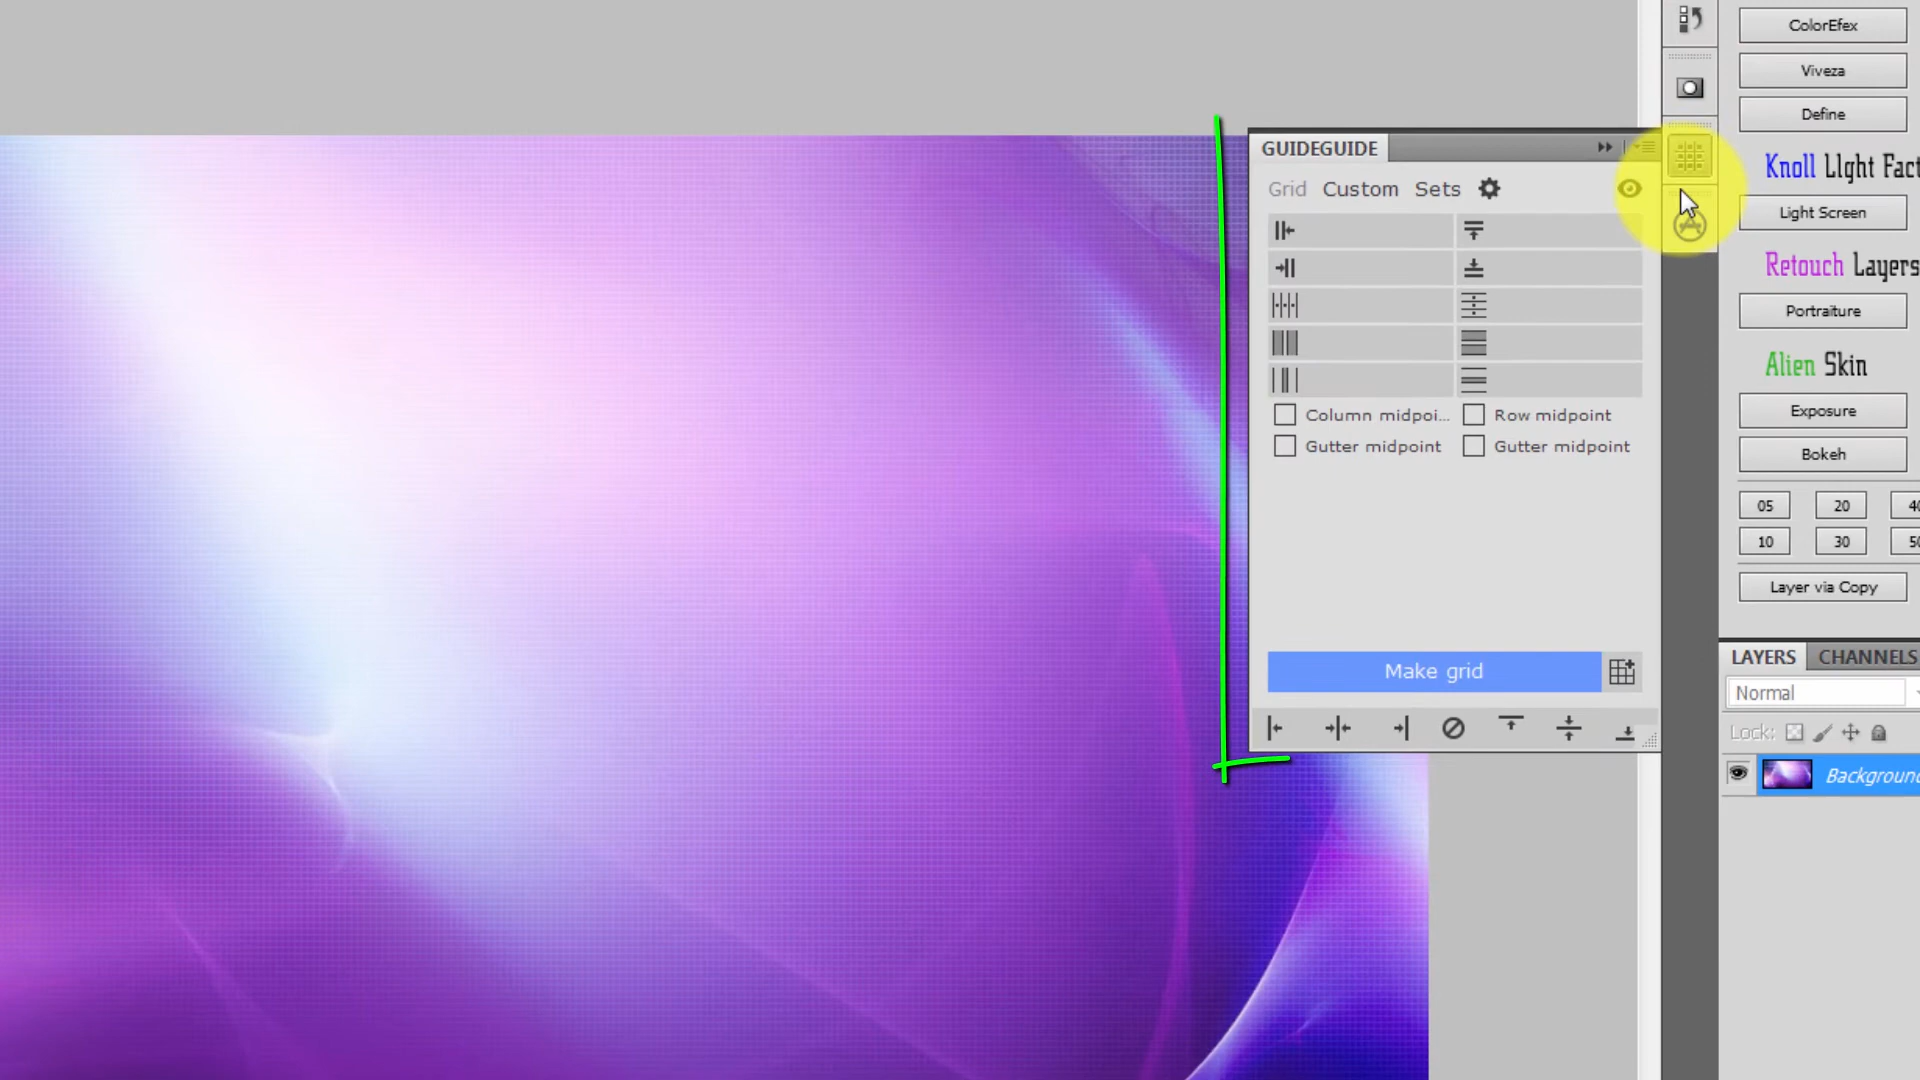 ColorEfex
Viveza
Define
Knoll LIght Fact
Light Screen
Retouch Layers
Portraiture
Alien Skin
Exposure
Bokeh
05 20 40
10 30 50
Layer via Copy
GUIDEGUIDE
Grid Custom Sets
Column midpoi... Row midpoint
Gutter midpoint Gutter midpoint
Make grid
LAYERS CHANNELS
Normal
Lock:
Background